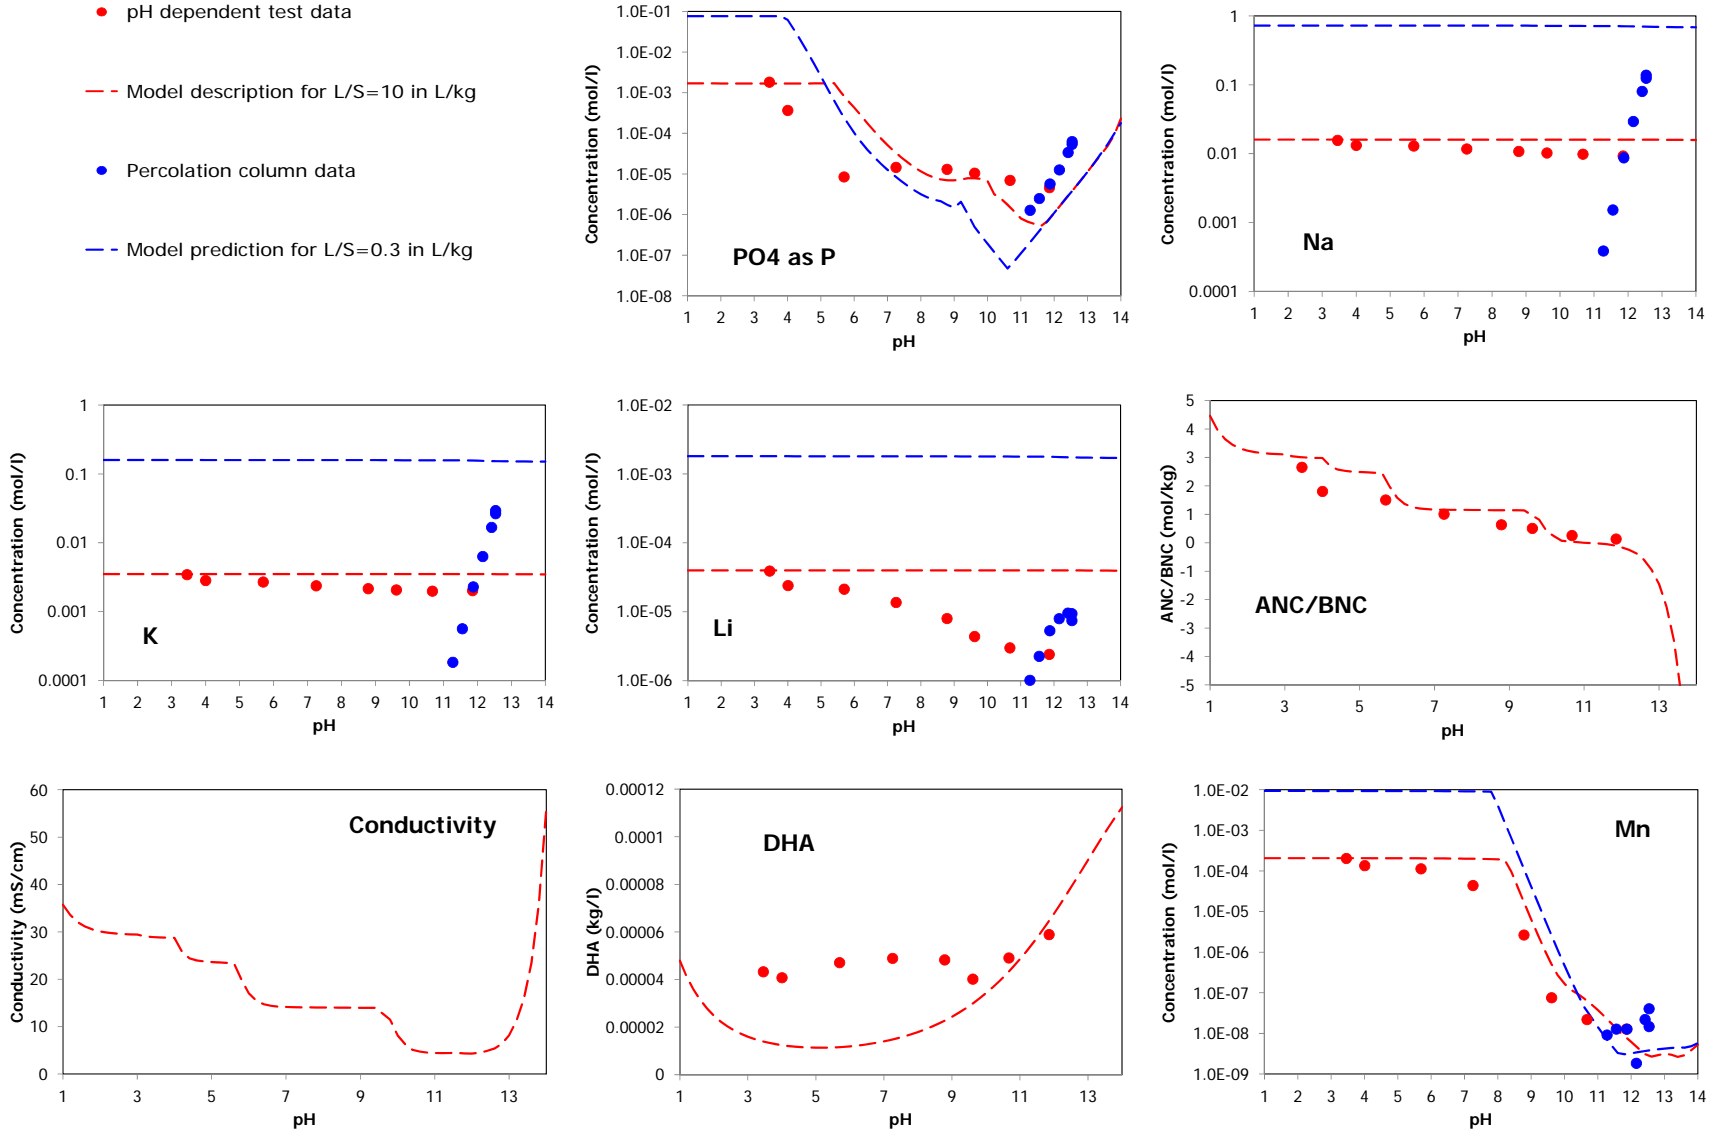 pH dependent test data
Model description for L/S=10 in L/kg
Percolation column data
Model prediction for L/S=0.3 in L/kg
Concentration (mol/l)
1.0E-01
1.0E-02
1.0E-03
1.0E-04
1.0E-05
1.0E-06
1.0E-07
1.0E-08
PO4 as P
1 2 3 4 5 6 7 8 9 10 11 12 13 14
pH
Concentration (mol/l)
1
0.1
0.01
0.001
0.0001
Na
1 2 3 4 5 6 7 8 9 10 11 12 13 14
pH
Concentration (mol/l)
1
0.1
0.01
0.001
0.0001
K
1 2 3 4 5 6 7 8 9 10 11 12 13 14
pH
Concentration (mol/l)
1.0E-02
1.0E-03
1.0E-04
1.0E-05
1.0E-06
Li
1 2 3 4 5 6 7 8 9 10 11 12 13 14
pH
ANC/BNC (mol/kg)
5
4
3
2
1
0
-1
-2
-3
-4
-5
ANC/BNC
1 3 5 7 9 11 13
pH
Conductivity (mS/cm)
60
50
40
30
20
10
0
Conductivity
1 3 5 7 9 11 13
pH
DHA (kg/l)
0.00012
0.0001
0.00008
0.00006
0.00004
0.00002
0
DHA
1 3 5 7 9 11 13
pH
Concentration (mol/l)
1.0E-02
1.0E-03
1.0E-04
1.0E-05
1.0E-06
1.0E-07
1.0E-08
1.0E-09
Mn
1 2 3 4 5 6 7 8 9 10 11 12 13 14
pH